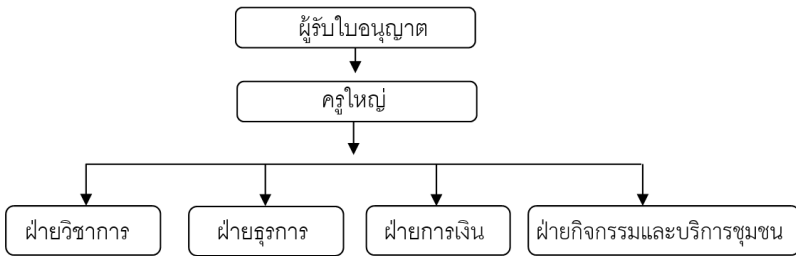 ผู้รับใบอนุญาต
ครูใหญ่
ฝ่ายวิชาการ
ฝ่ายธุรการ
ฝ่ายการเงิน
ฝ่ายกิจกรรมและบริการชุมชน